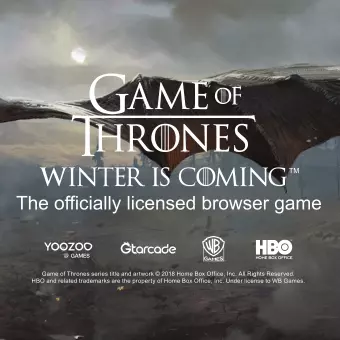 GAME OF
THRONES
WINTER IS COMING™
The officially licensed browser game
YOOZOO
@ GAMES
Gtarcade
WB
GAMES
HBO
HOME BOX OFFICE
Game of Thrones series title and artwork © 2018 Home Box Office, Inc. All Rights Reserved
HBO and related trademarks are the property of Home Box Office, Inc. Under license to WB Games.